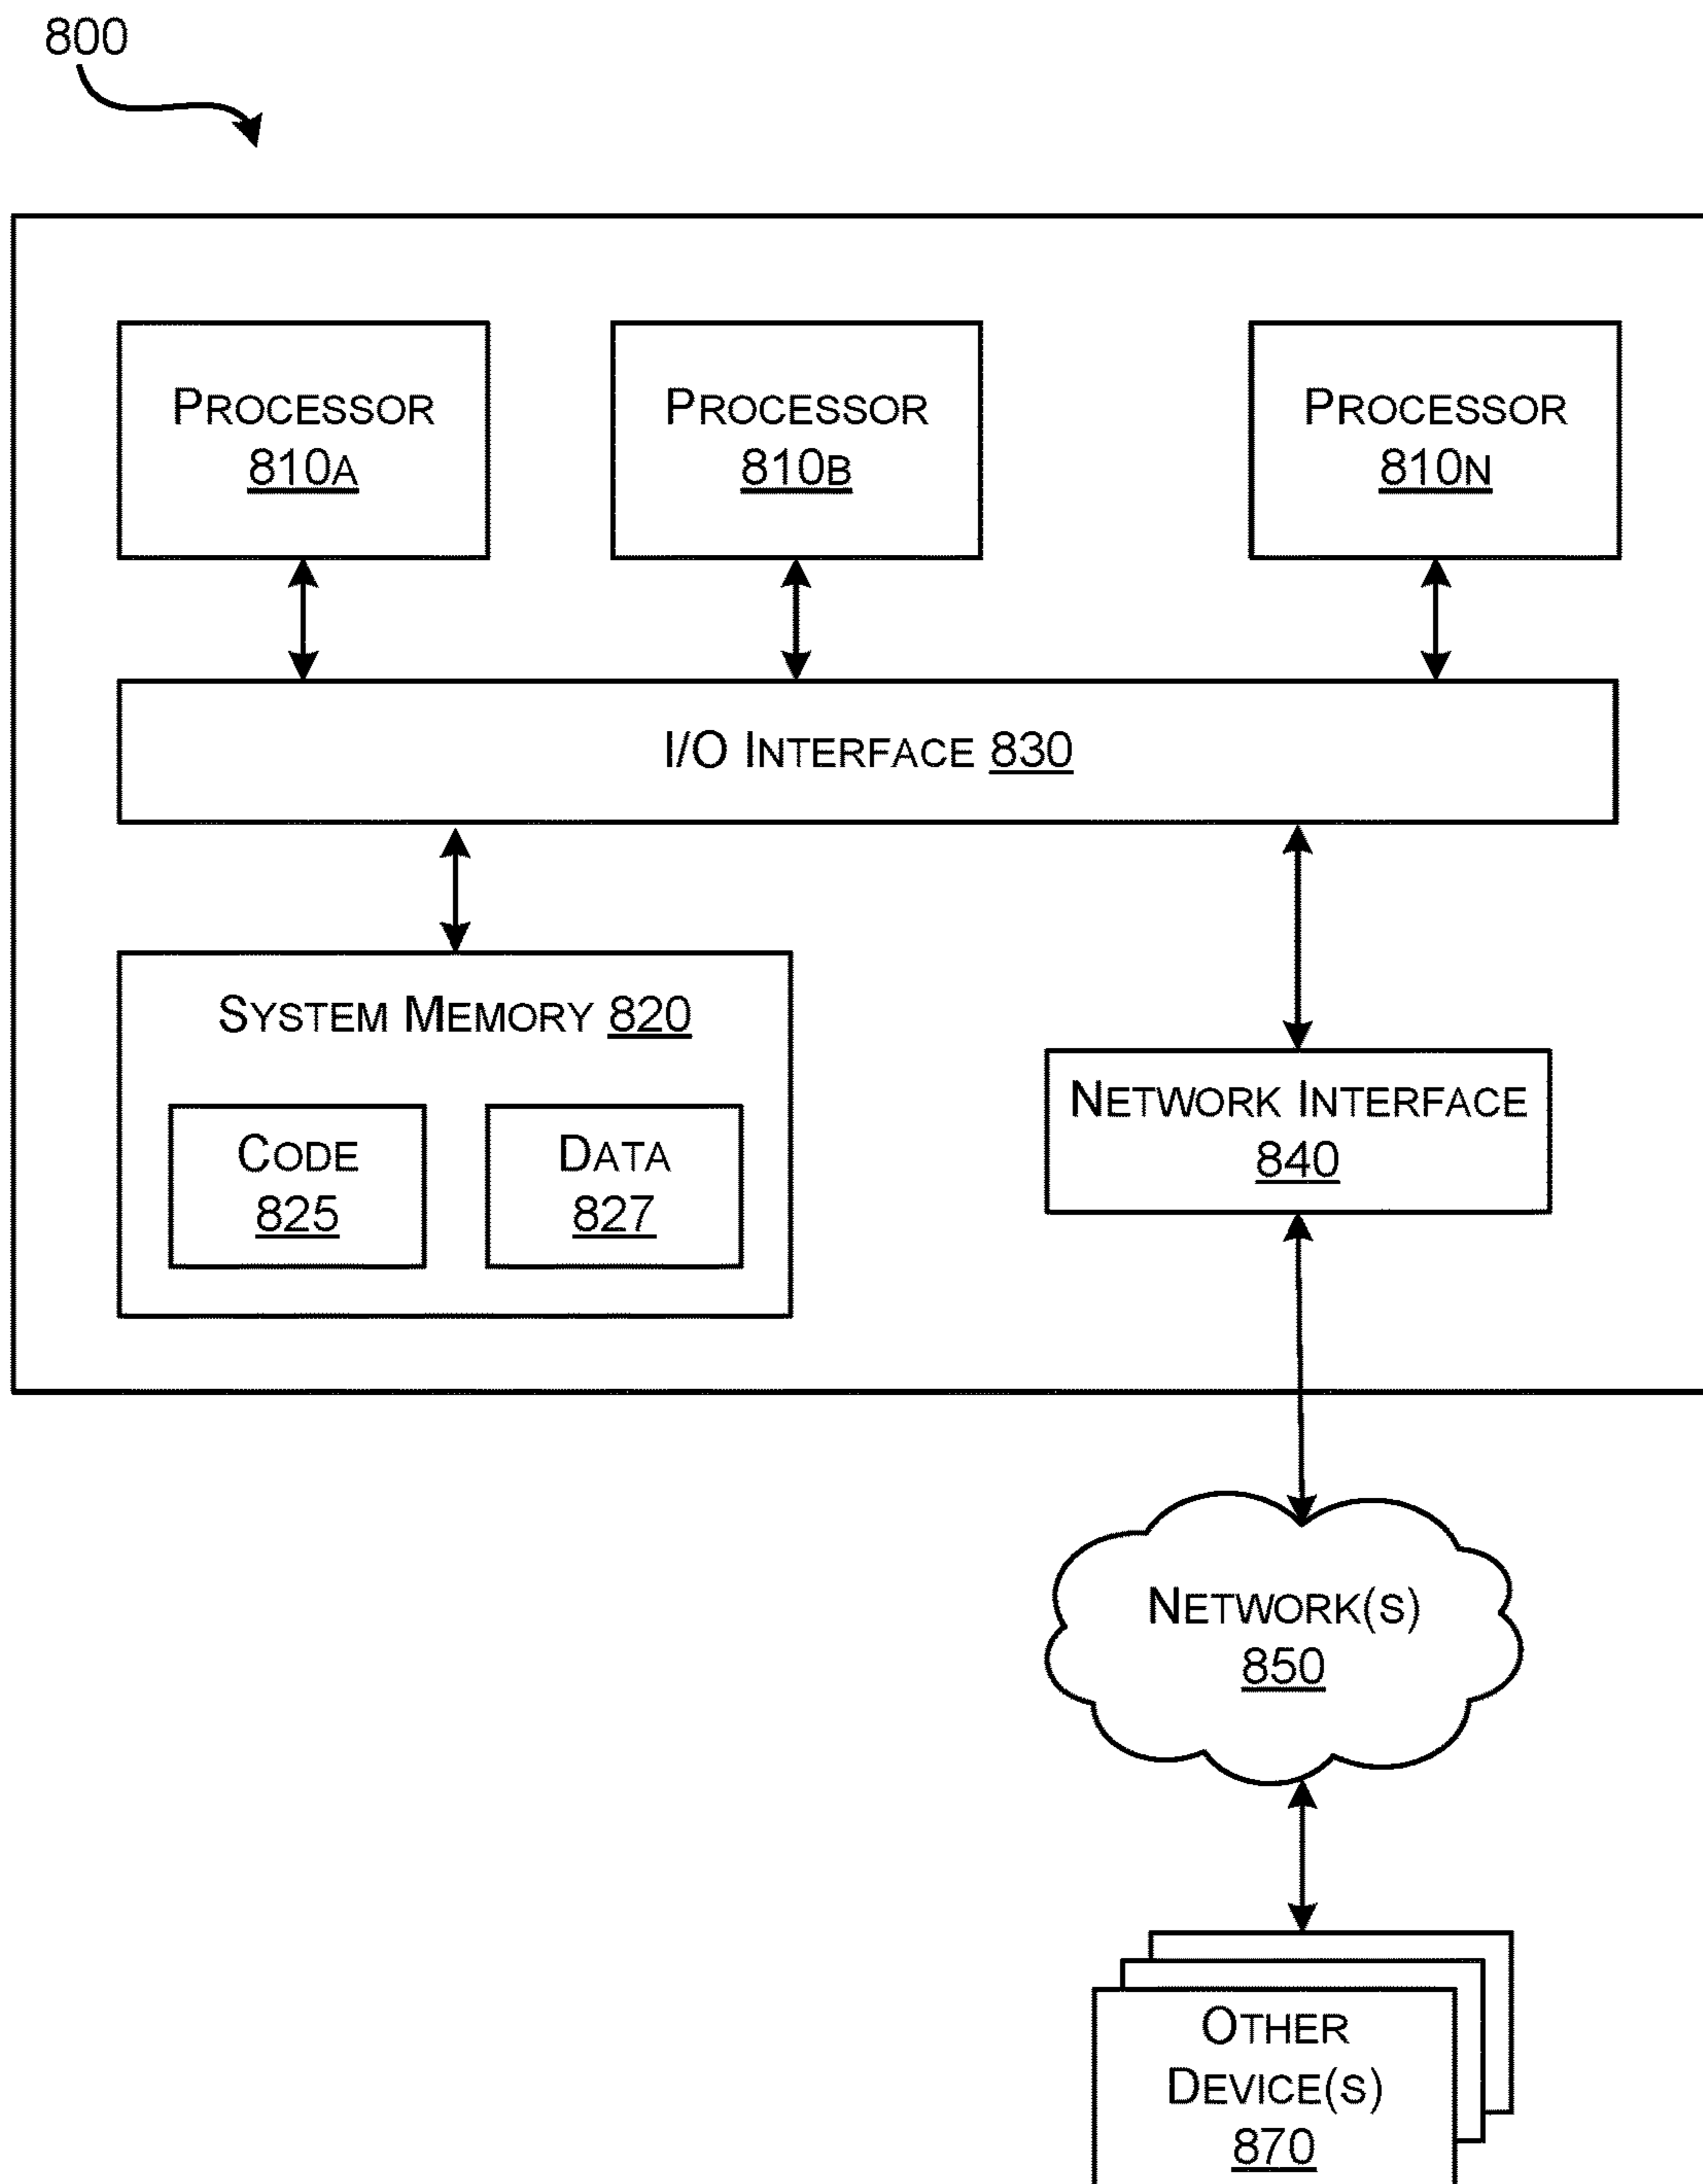 800
PROCESSOR
810A
PROCESSOR
810B
PROCESSOR
810N
I/O INTERFACE 830
SYSTEM MEMORY 820
CODE
825
DATA
827
NETWORK INTERFACE
840
NETWORK(S)
850
OTHER
DEVICE(S)
870